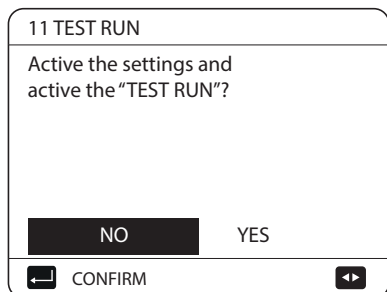 11 TEST RUN
Active the settings and
active the “TEST RUN”?
NO YES
CONFIRM